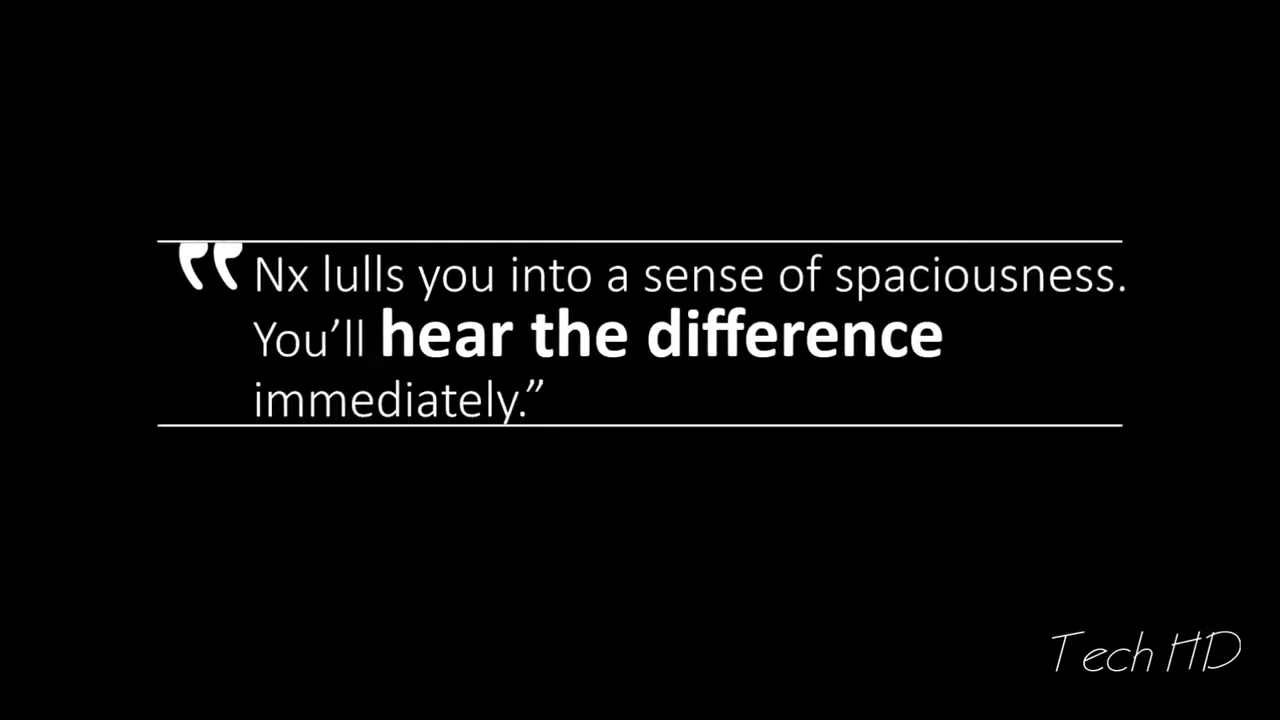 “Nx lulls you into a sense of spaciousness.
You’ll hear the difference
immediately.”
Tech HD